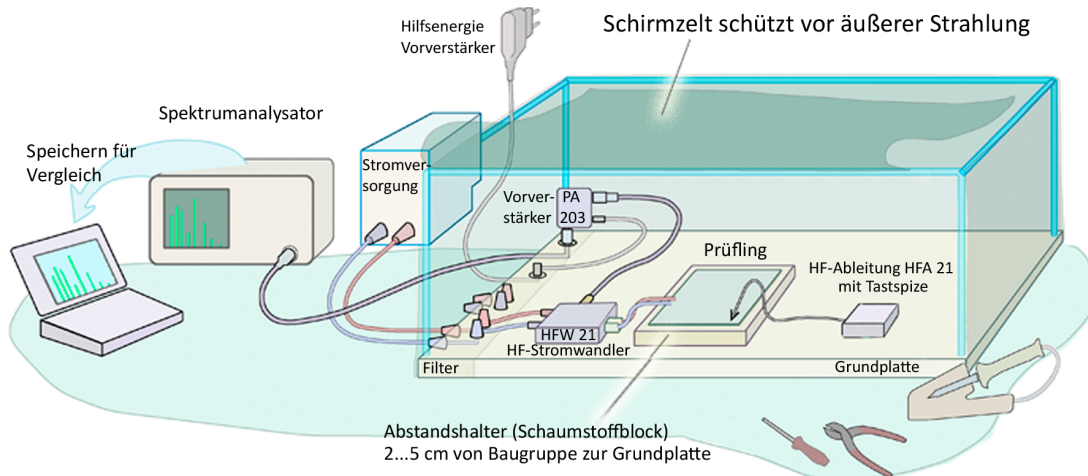 Hilfsenergie
Vorverstärker
Schirmzelt schützt vor äußerer Strahlung
Spektrumanalysator
Speichern für
Vergleich
Stromver-
sorgung
Vorver-
stärker
PA
203
Prüfling
HF-Ableitung HFA 21
mit Tastspize
HFW 21
HF-Stromwandler
Filter
Grundplatte
Abstandshalter (Schaumstoffblock)
2...5 cm von Baugruppe zur Grundplatte